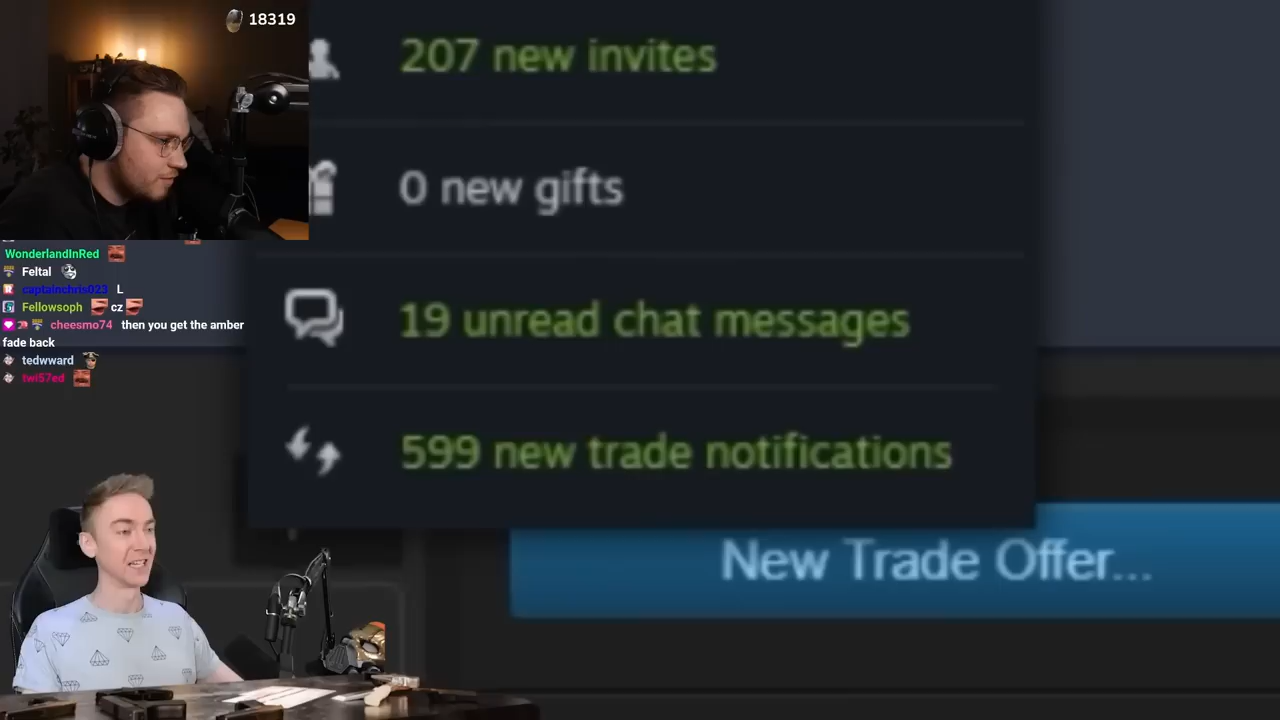 18319
207 new invites
0 new gifts
19 unread chat messages
599 new trade notifications
New Trade Offer...
WonderlandInRed
Feltal
captainchris023 L
Fellowsoph cz
cheesmo74 then you get the amber
fade back
tedwward
twi57ed